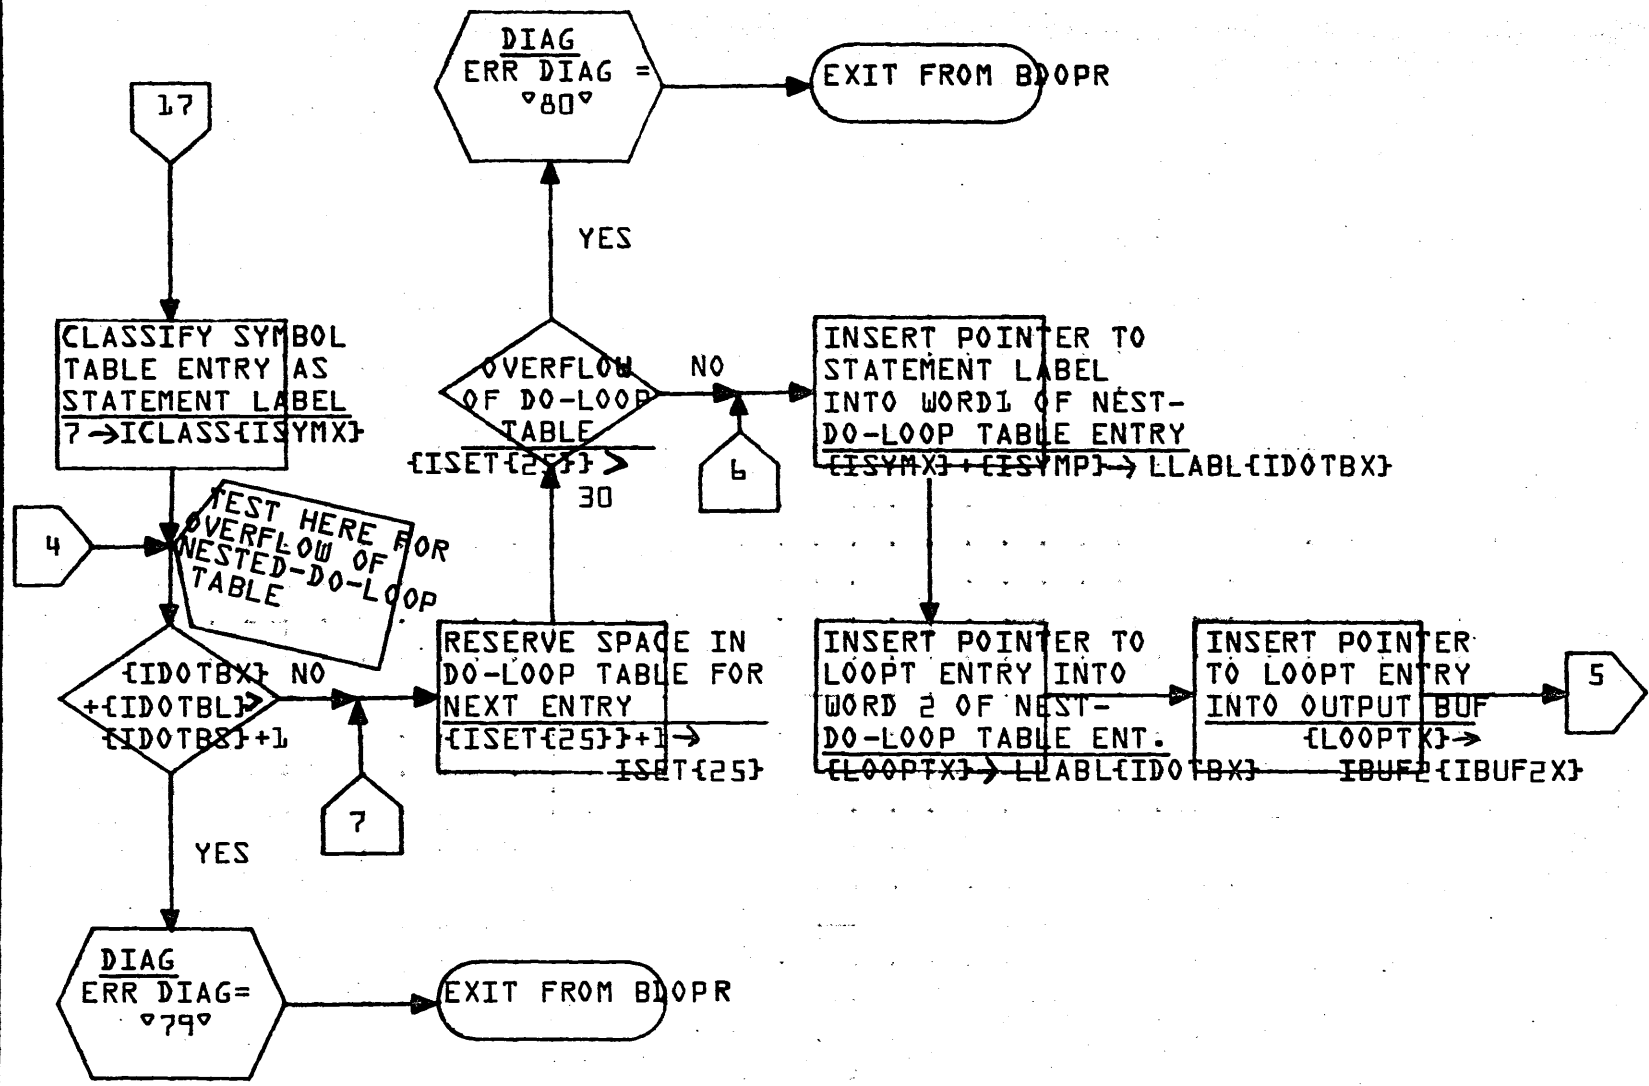 17
CLASSIFY SYMBOL
TABLE ENTRY AS
STATEMENT LABEL
7→ICLASS{ISYMX}
4
TEST HERE FOR
OVERFLOW OF
NESTED-DO-LOOP
TABLE
{IDOTBX}
+{IDOTBL}>
{IDOTBS}+1
NO
YES
DIAG
ERR DIAG=
∇79∇
EXIT FROM BDOPR
7
RESERVE SPACE IN
DO-LOOP TABLE FOR
NEXT ENTRY
{ISET{25}}+1→
ISET{25}
OVERFLOW
OF DO-LOOP
TABLE
{ISET{25}} >
30
YES
DIAG
ERR DIAG =
∇80∇
EXIT FROM BDOPR
NO
6
INSERT POINTER TO
STATEMENT LABEL
INTO WORD1 OF NEST-
DO-LOOP TABLE ENTRY
{ISYMX}+{ISYMP}→ LLABL{IDOTBX}
INSERT POINTER TO
LOOPT ENTRY INTO
WORD 2 OF NEST-
DO-LOOP TABLE ENT.
{LOOPTX}→ LLABL{IDOTBX}
INSERT POINTER
TO LOOPT ENTRY
INTO OUTPUT BUF
{LOOPTX}→
IBUF2{IBUF2X}
5